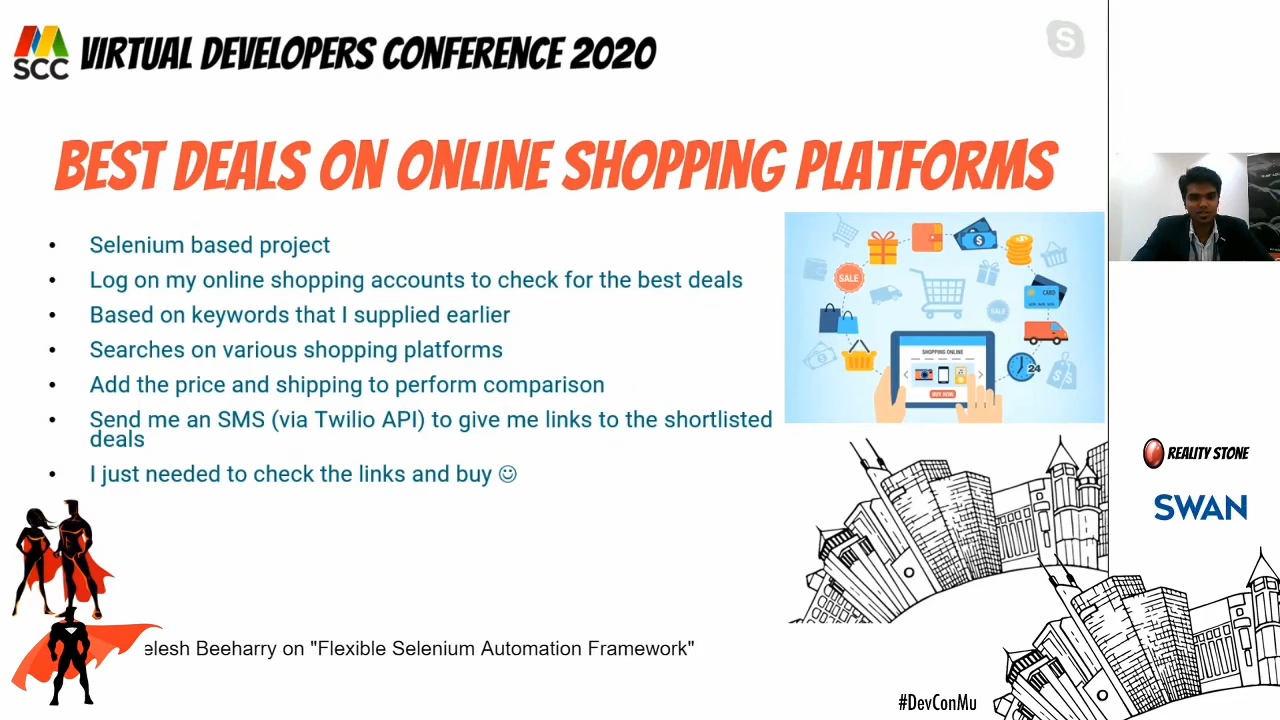 SCC
VIRTUAL DEVELOPERS CONFERENCE 2020
S
BEST DEALS ON ONLINE SHOPPING PLATFORMS
• Selenium based project
• Log on my online shopping accounts to check for the best deals
• Based on keywords that I supplied earlier
• Searches on various shopping platforms
• Add the price and shipping to perform comparison
• Send me an SMS (via Twilio API) to give me links to the shortlisted
deals
• I just needed to check the links and buy ☺
SALE
SALE
CARD
24
SHOPPING ONLINE
BUY NOW
REALITY STONE
SWAN
elesh Beeharry on "Flexible Selenium Automation Framework"
#DevConMu